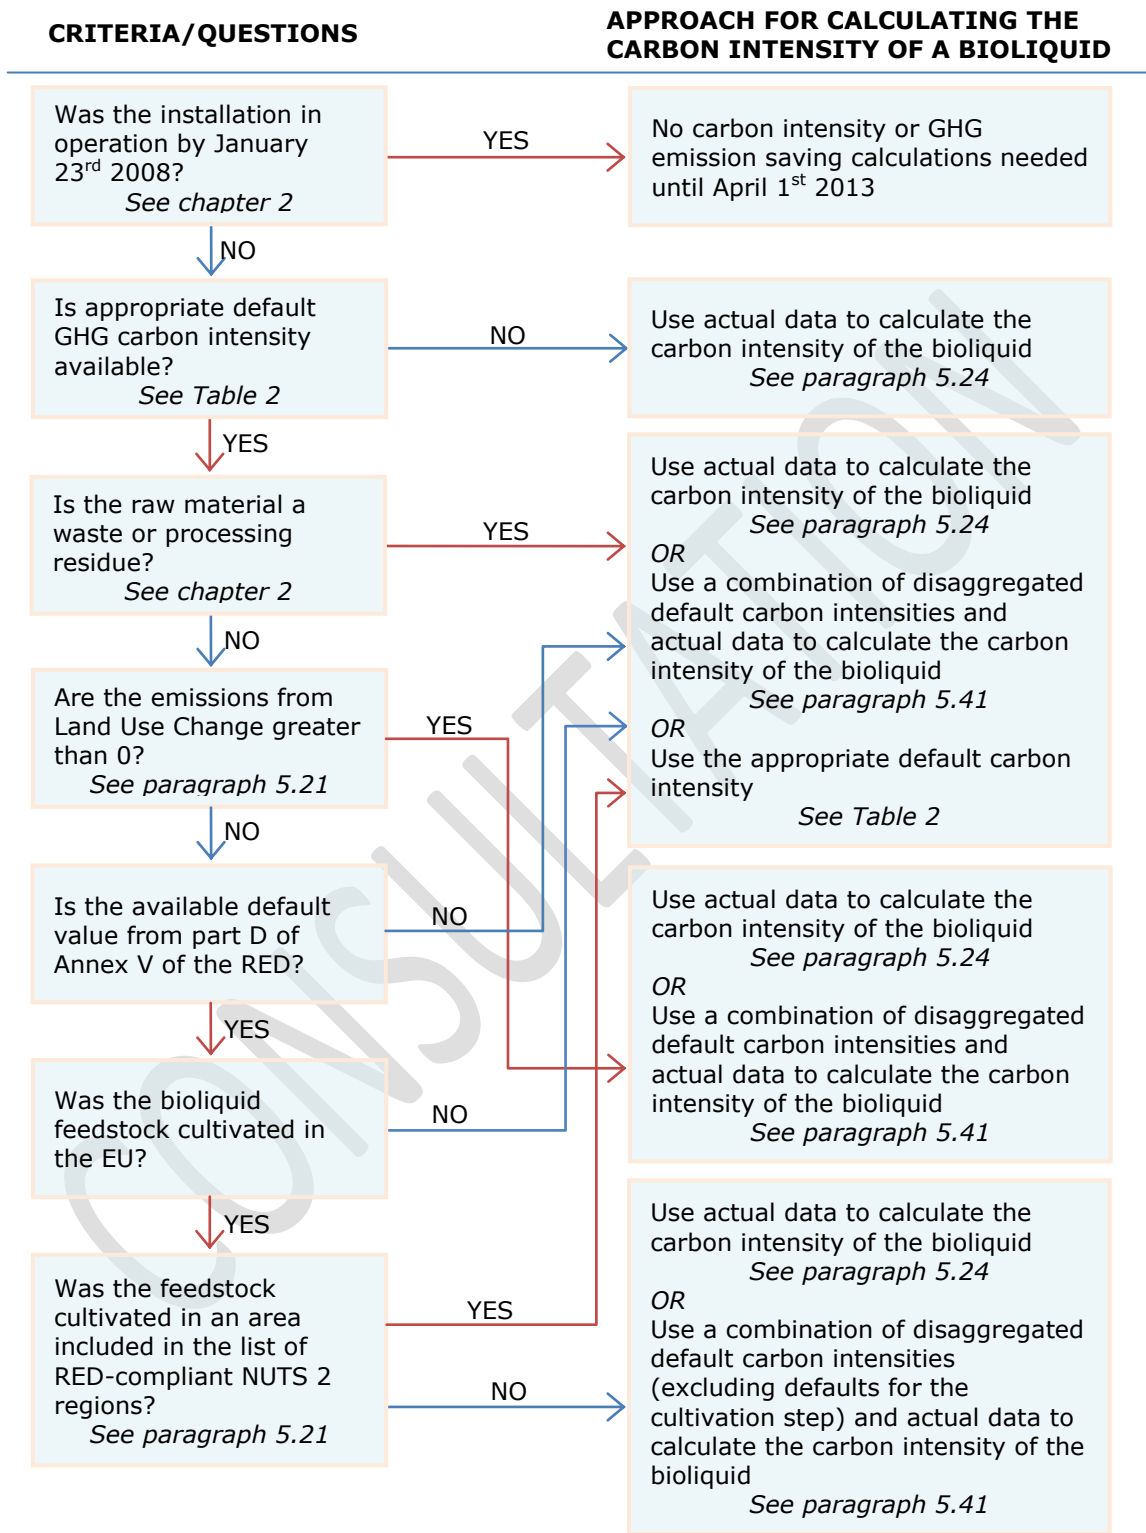 CRITERIA/QUESTIONS
APPROACH FOR CALCULATING THE
CARBON INTENSITY OF A BIOLIQUID
Was the installation in
operation by January
23rd 2008?
See chapter 2
YES
No carbon intensity or GHG
emission saving calculations needed
until April 1st 2013
NO
Is appropriate default
GHG carbon intensity
available?
See Table 2
NO
Use actual data to calculate the
carbon intensity of the bioliquid
See paragraph 5.24
YES
Is the raw material a
waste or processing
residue?
See chapter 2
YES
Use actual data to calculate the
carbon intensity of the bioliquid
See paragraph 5.24
OR
Use a combination of disaggregated
default carbon intensities and
actual data to calculate the carbon
intensity of the bioliquid
See paragraph 5.41
OR
Use the appropriate default carbon
intensity
See Table 2
NO
Are the emissions from
Land Use Change greater
than 0?
See paragraph 5.21
YES
NO
Is the available default
value from part D of
Annex V of the RED?
NO
Use actual data to calculate the
carbon intensity of the bioliquid
See paragraph 5.24
OR
Use a combination of disaggregated
default carbon intensities and
actual data to calculate the carbon
intensity of the bioliquid
See paragraph 5.41
YES
Was the bioliquid
feedstock cultivated in
the EU?
NO
YES
Was the feedstock
cultivated in an area
included in the list of
RED-compliant NUTS 2
regions?
See paragraph 5.21
YES
NO
Use actual data to calculate the
carbon intensity of the bioliquid
See paragraph 5.24
OR
Use a combination of disaggregated
default carbon intensities
(excluding defaults for the
cultivation step) and actual data to
calculate the carbon intensity of the
bioliquid
See paragraph 5.41
CONSULTATION